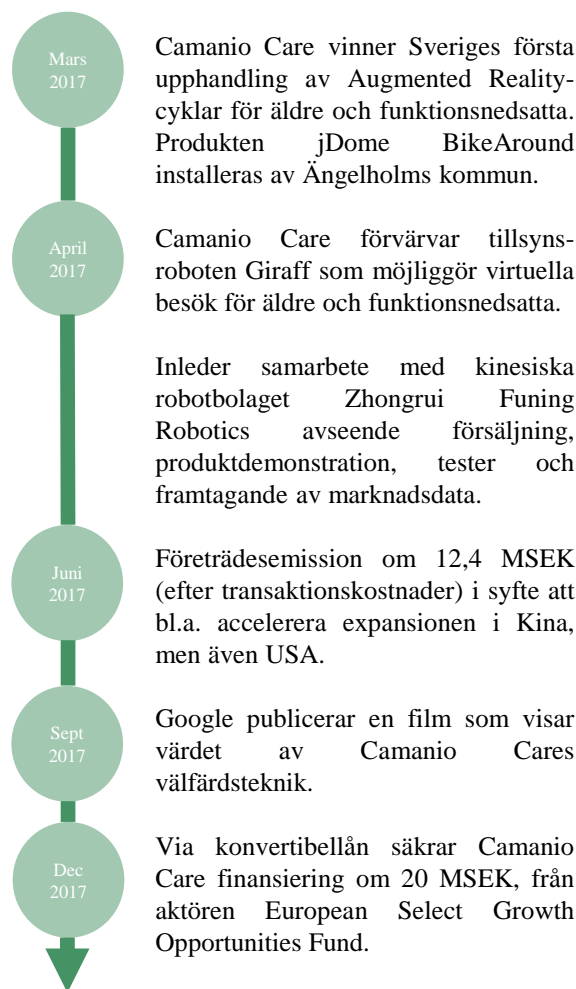 Mars
2017
Camanio Care vinner Sveriges första
upphandling av Augmented Reality-
cyklar för äldre och funktionsnedsatta.
Produkten jDome BikeAround
installeras av Ängelholms kommun.
April
2017
Camanio Care förvärvar tillsyns-
roboten Giraff som möjliggör virtuella
besök för äldre och funktionsnedsatta.
Inleder samarbete med kinesiska
robotbolaget Zhongrui Funing
Robotics avseende försäljning,
produktdemonstration, tester och
framtagande av marknadsdata.
Juni
2017
Företrädesemission om 12,4 MSEK
(efter transaktionskostnader) i syfte att
bl.a. accelerera expansionen i Kina,
men även USA.
Sept
2017
Google publicerar en film som visar
värdet av Camanio Cares
välfärdsteknik.
Dec
2017
Via konvertibellån säkrar Camanio
Care finansiering om 20 MSEK, från
aktören European Select Growth
Opportunities Fund.